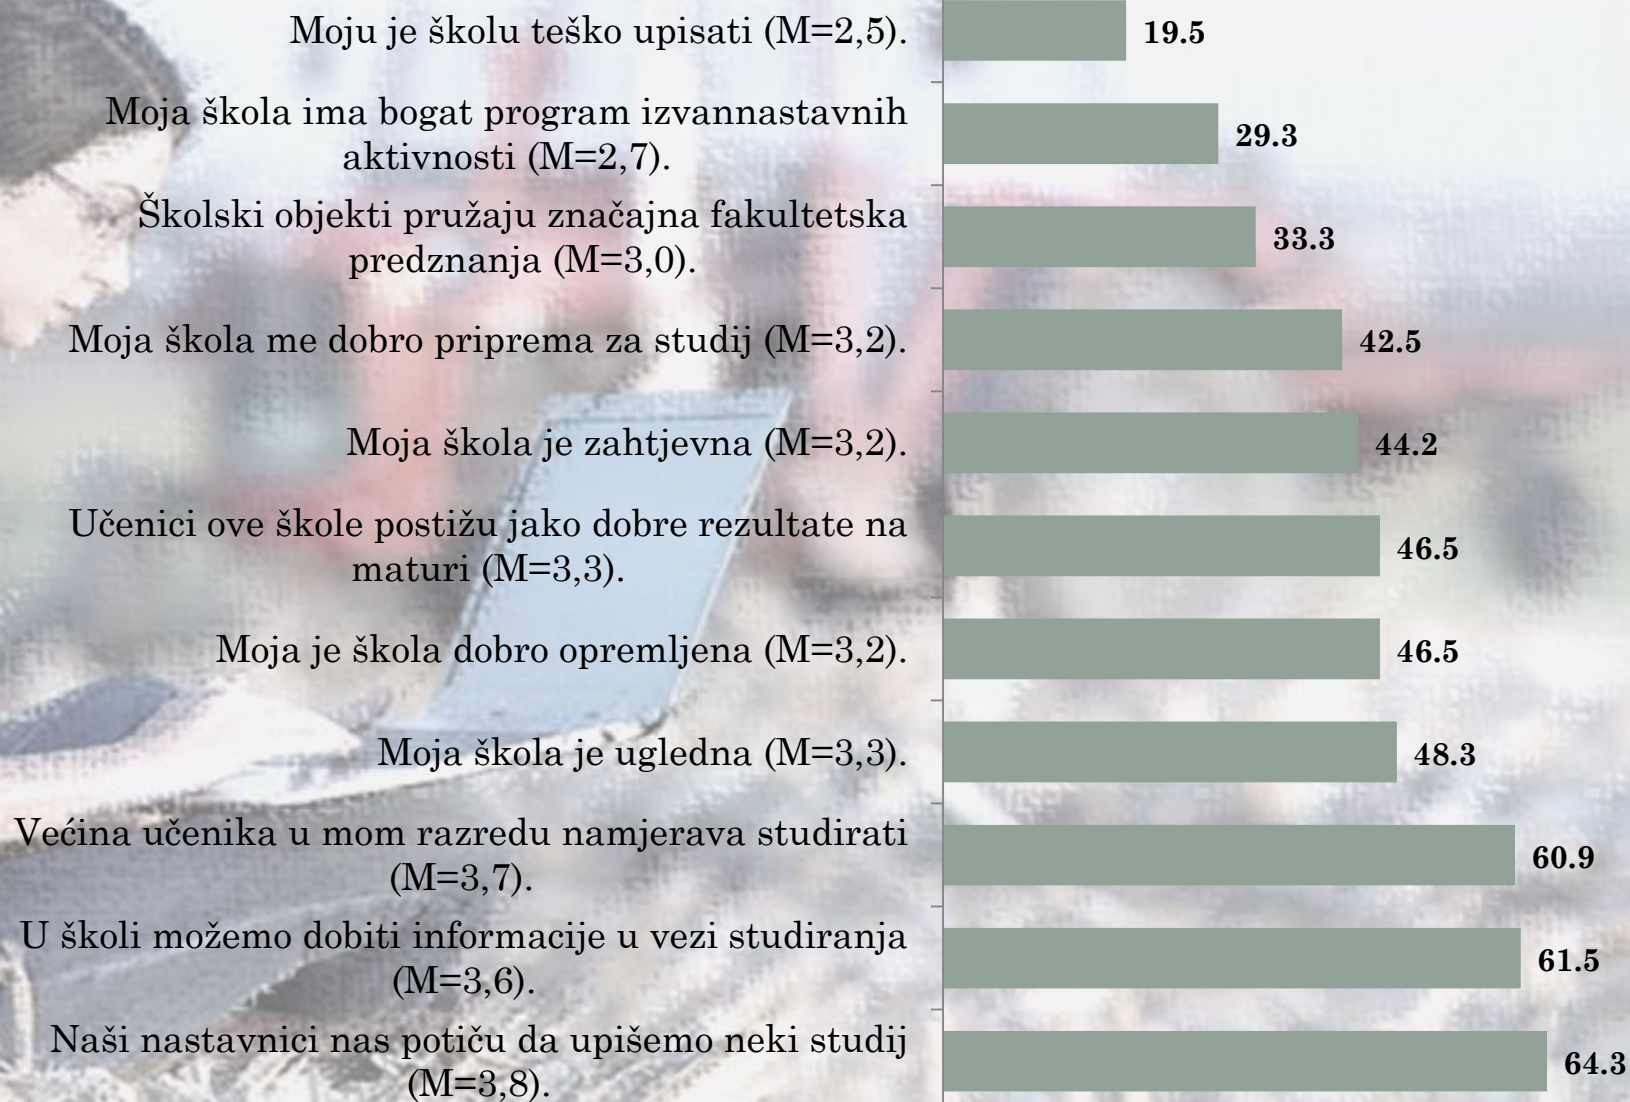 Moju je školu teško upisati (M=2,5).
19.5
Moja škola ima bogat program izvannastavnih
aktivnosti (M=2,7).
29.3
Školski objekti pružaju značajna fakultetska
predznanja (M=3,0).
33.3
Moja škola me dobro priprema za studij (M=3,2).
42.5
Moja škola je zahtjevna (M=3,2).
44.2
Učenici ove škole postižu jako dobre rezultate na
maturi (M=3,3).
46.5
Moja je škola dobro opremljena (M=3,2).
46.5
Moja škola je ugledna (M=3,3).
48.3
Većina učenika u mom razredu namjerava studirati
(M=3,7).
60.9
U školi možemo dobiti informacije u vezi studiranja
(M=3,6).
61.5
Naši nastavnici nas potiču da upišemo neki studij
(M=3,8).
64.3